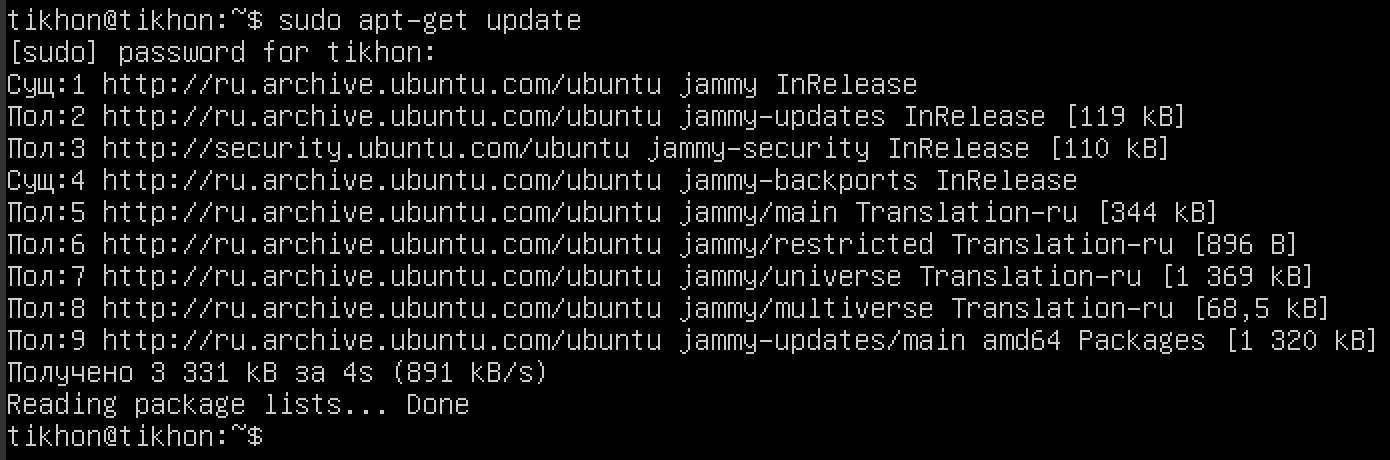 tikhon@tikhon:~$ sudo apt-get update
[sudo] password for tikhon:
Сущ:1 http://ru.archive.ubuntu.com/ubuntu jammy InRelease
Пол:2 http://ru.archive.ubuntu.com/ubuntu jammy-updates InRelease [119 kB]
Пол:3 http://security.ubuntu.com/ubuntu jammy-security InRelease [110 kB]
Сущ:4 http://ru.archive.ubuntu.com/ubuntu jammy-backports InRelease
Пол:5 http://ru.archive.ubuntu.com/ubuntu jammy/main Translation-ru [344 kB]
Пол:6 http://ru.archive.ubuntu.com/ubuntu jammy/restricted Translation-ru [896 B]
Пол:7 http://ru.archive.ubuntu.com/ubuntu jammy/universe Translation-ru [1 369 kB]
Пол:8 http://ru.archive.ubuntu.com/ubuntu jammy/multiverse Translation-ru [68,5 kB]
Пол:9 http://ru.archive.ubuntu.com/ubuntu jammy-updates/main amd64 Packages [1 320 kB]
Получено 3 331 kB за 4s (891 kB/s)
Reading package lists... Done
tikhon@tikhon:~$